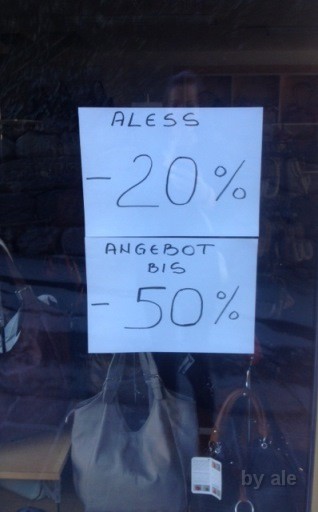 ALESS
-20%
ANGEBOT
BIS
-50%
by ale